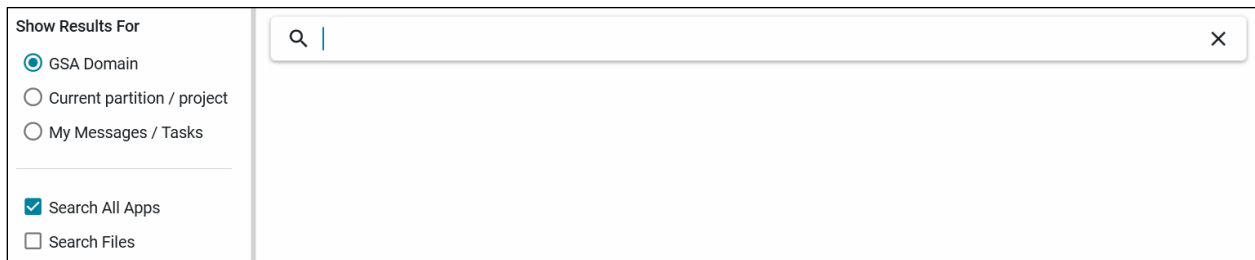 Show Results For
GSA Domain
Current partition / project
My Messages / Tasks
Search All Apps
Search Files